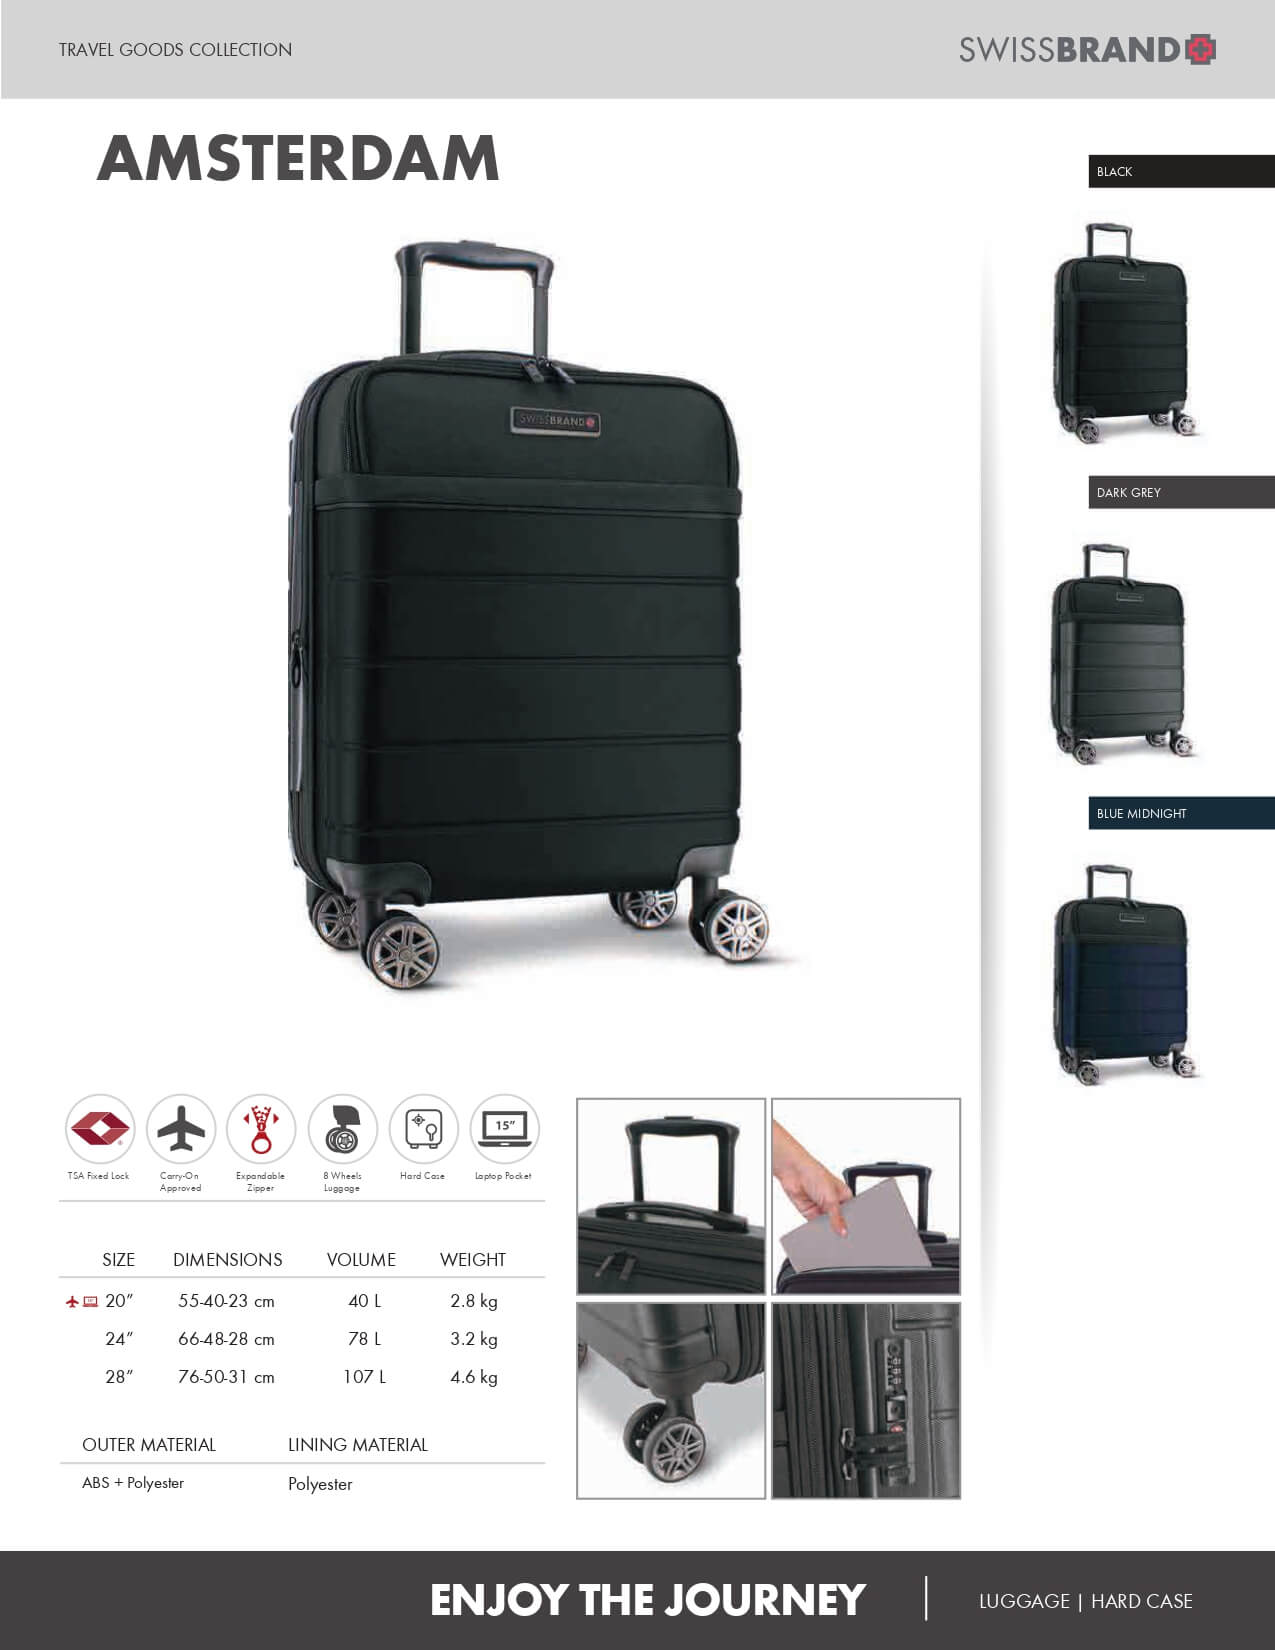 TRAVEL GOODS COLLECTION
SWISSBRAND
AMSTERDAM
BLACK
SWISSBRAND
DARK GREY
BLUE MIDNIGHT
15”
TSA Fixed Lock
Carry-On
Approved
Expandable
Zipper
8 Wheels
Luggage
Hard Case
Laptop Pocket
SIZE DIMENSIONS VOLUME WEIGHT
20” 55-40-23 cm 40 L 2.8 kg
24” 66-48-28 cm 78 L 3.2 kg
28” 76-50-31 cm 107 L 4.6 kg
OUTER MATERIAL LINING MATERIAL
ABS + Polyester Polyester
ENJOY THE JOURNEY
LUGGAGE | HARD CASE